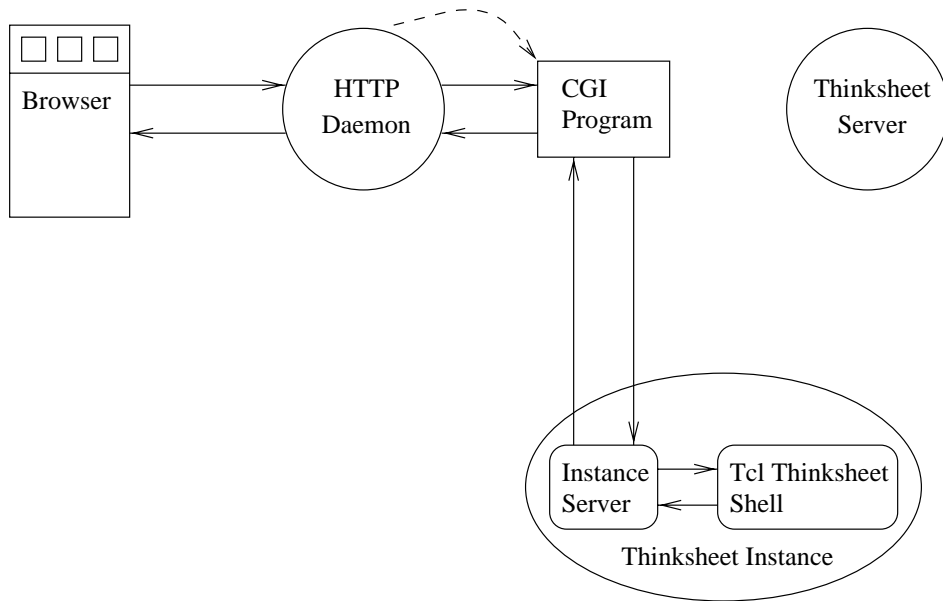 Browser
HTTP
Daemon
CGI
Program
Thinksheet
Server
Instance
Server
Tcl Thinksheet
Shell
Thinksheet Instance